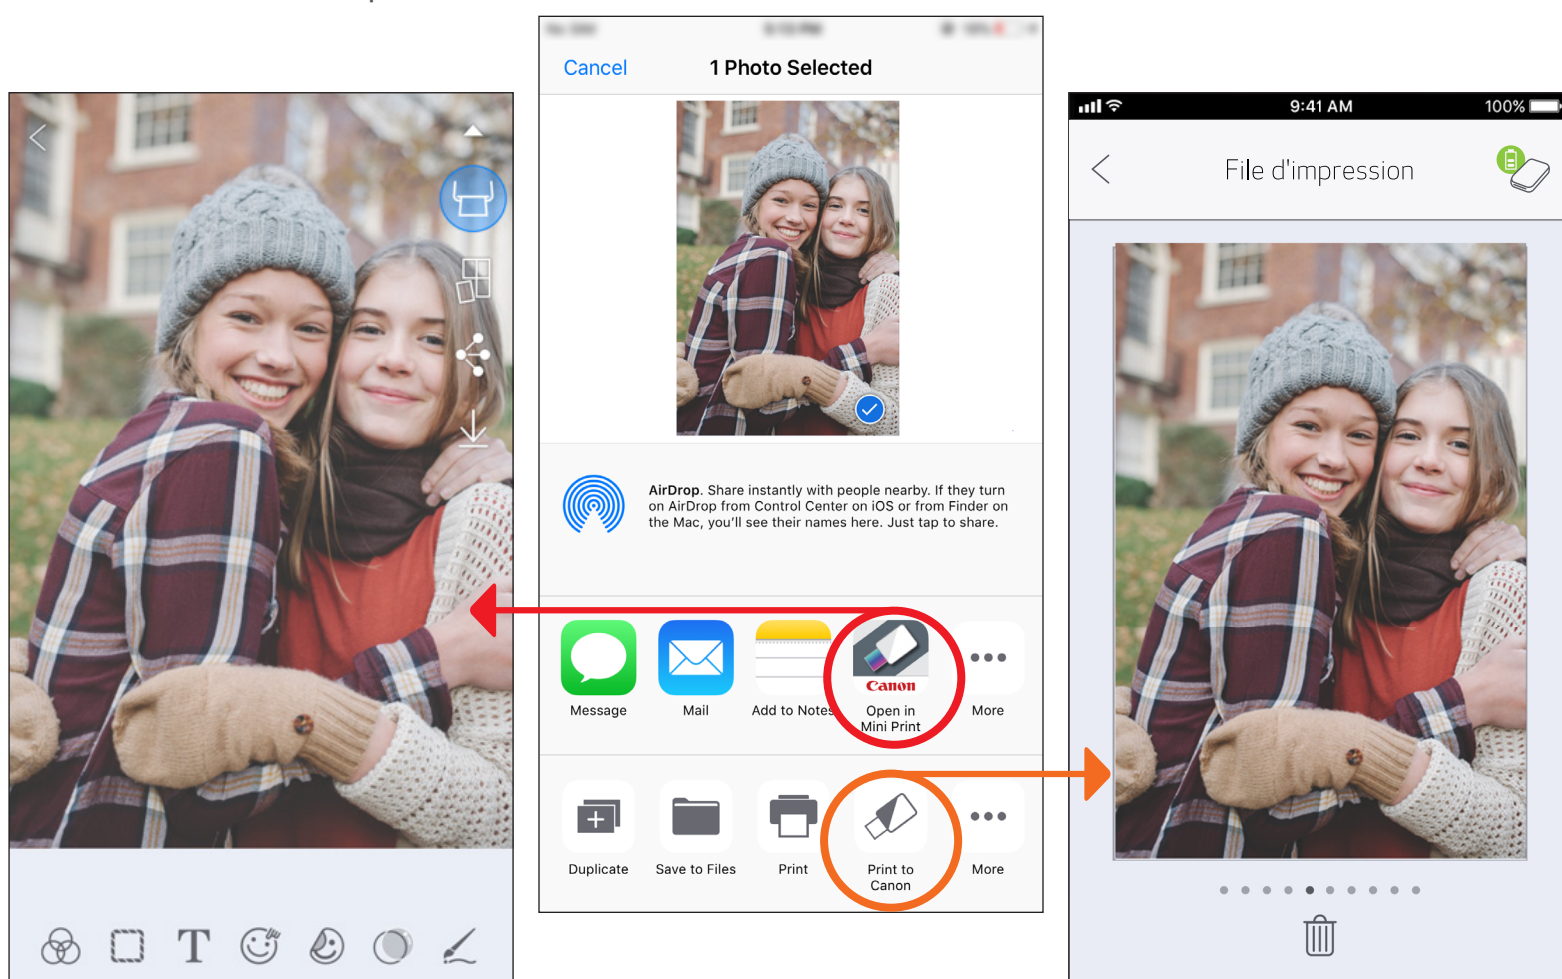 Cancel
1 Photo Selected
AirDrop. Share instantly with people nearby. If they turn
on AirDrop from Control Center on iOS or from Finder on
the Mac, you'll see their names here. Just tap to share.
Canon
Message
Mail
Add to Notes
Open in
Mini Print
More
Duplicate
Save to Files
Print
Print to
Canon
More
9:41 AM
100%
File d'impression
T